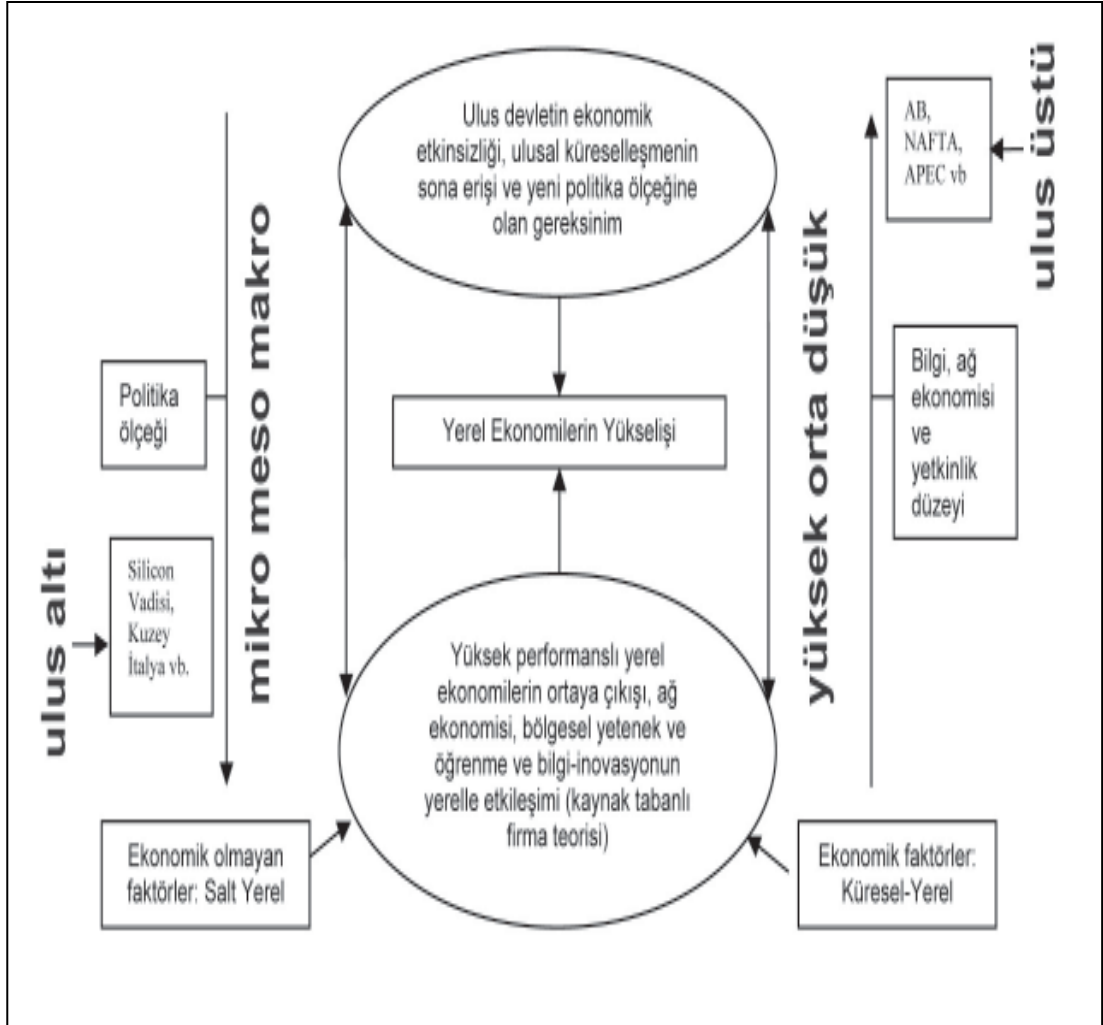 Ulus devletin ekonomik
etkinsizliği, ulusal küreselleşmenin
sona erişi ve yeni politika ölçeğine
olan gereksinim
AB,
NAFTA,
APEC vb
ulus üstü
mikro meso makro
yüksek orta düşük
Politika
ölçeği
Yerel Ekonomilerin Yükselişi
Bilgi, ağ
ekonomisi
ve
yetkinlik
düzeyi
ulus altı
Silicon
Vadisi,
Kuzey
İtalya vb.
Yüksek performanslı yerel
ekonomilerin ortaya çıkışı, ağ
ekonomisi, bölgesel yetenek ve
öğrenme ve bilgi-inovasyonun
yerelle etkileşimi (kaynak tabanlı
firma teorisi)
Ekonomik olmayan
faktörler: Salt Yerel
Ekonomik faktörler:
Küresel-Yerel